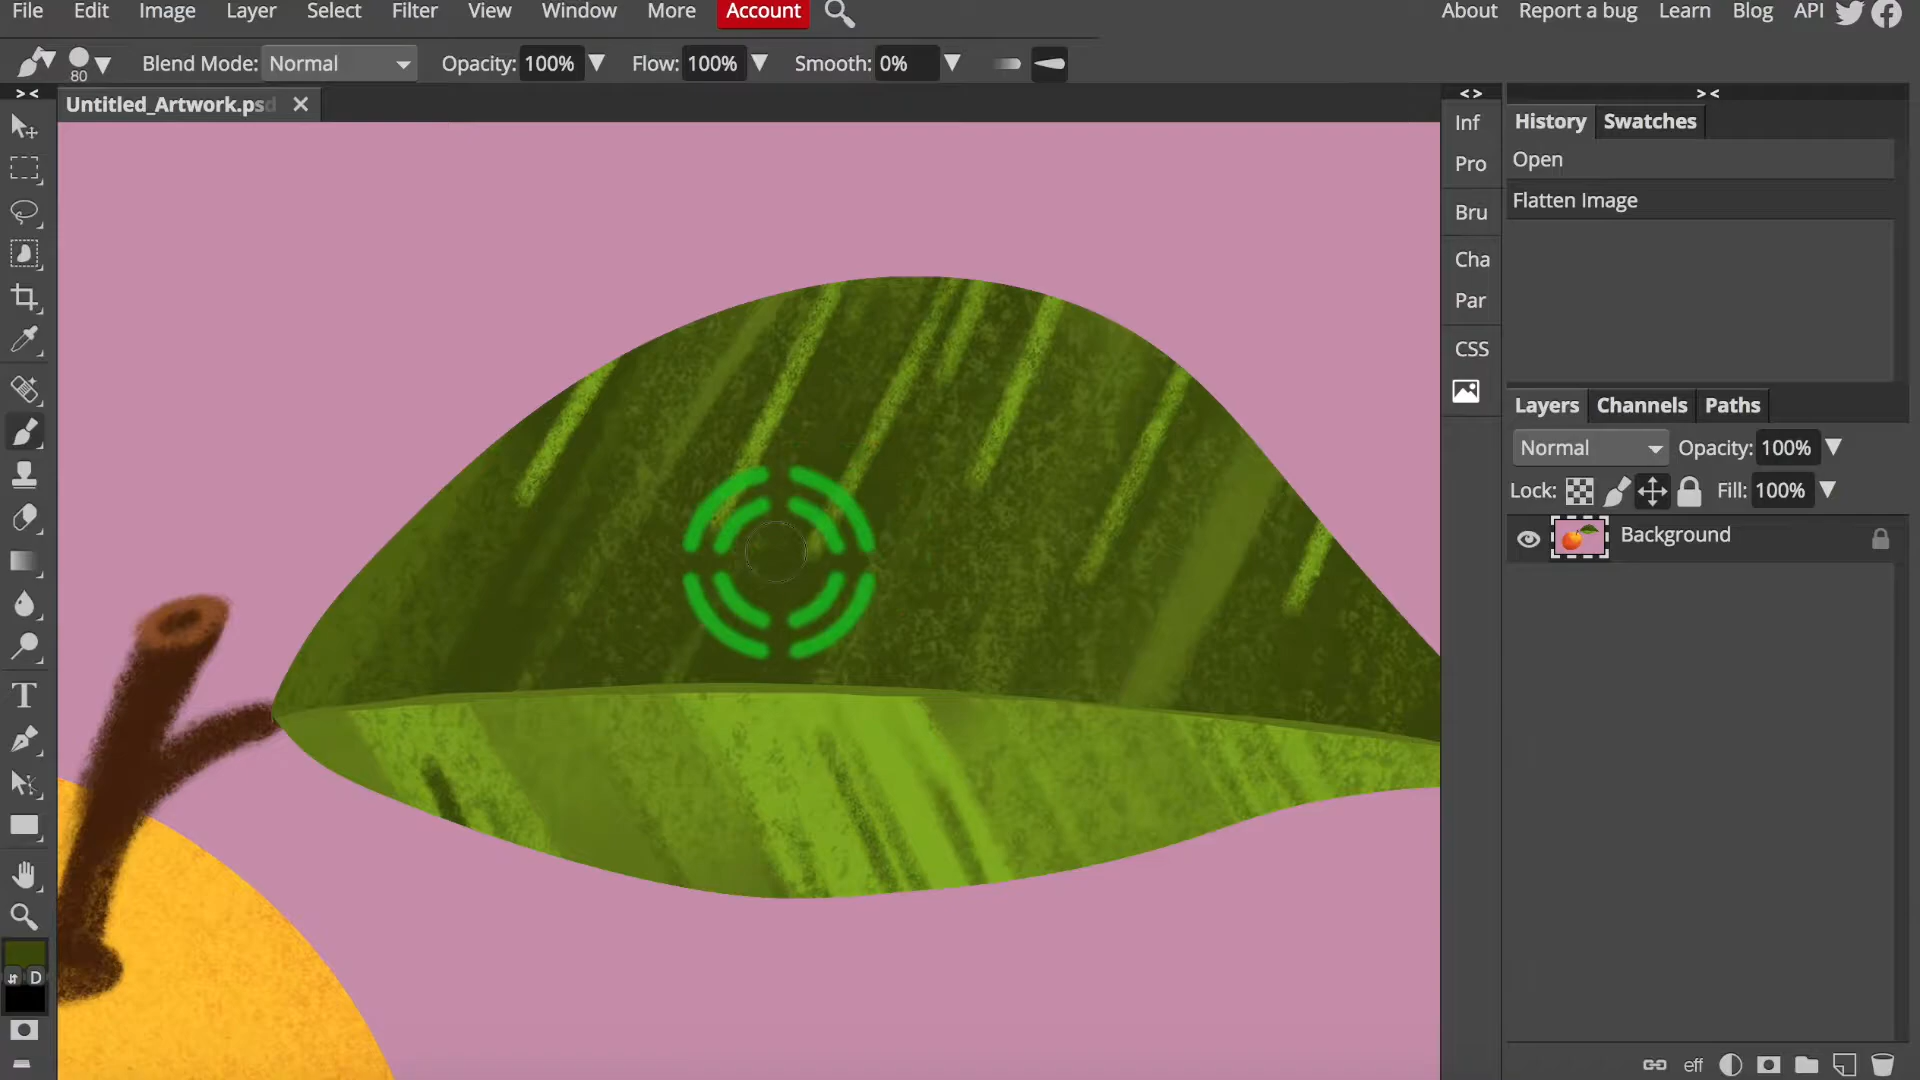 File Edit Image Layer Select Filter View Window More Account About Report a bug Learn Blog API
80 Blend Mode: Normal Opacity: 100% Flow: 100% Smooth: 0%
> < Untitled_Artwork.psd < > > <
Inf
Pro
Bru
Cha
Par
CSS
History Swatches
Open
Flatten Image
Layers Channels Paths
Normal Opacity: 100%
Lock: Fill: 100%
Background
T
D
eff